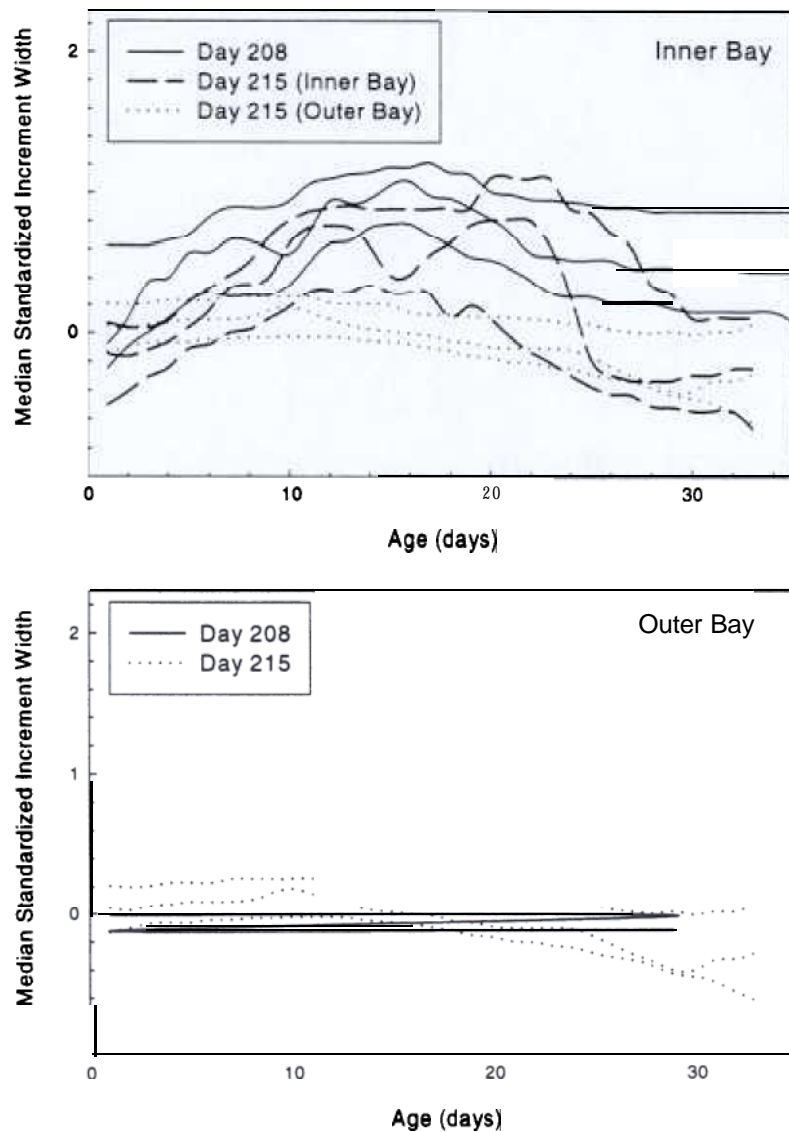 Median Standardized Increment Width
2
0
Day 208
Day 215 (Inner Bay)
Day 215 (Outer Bay)
Inner Bay
0 10 20 30
Age (days)
Median Standardized Increment Width
2
1
0
Day 208
Day 215
Outer Bay
0 10 20 30
Age (days)